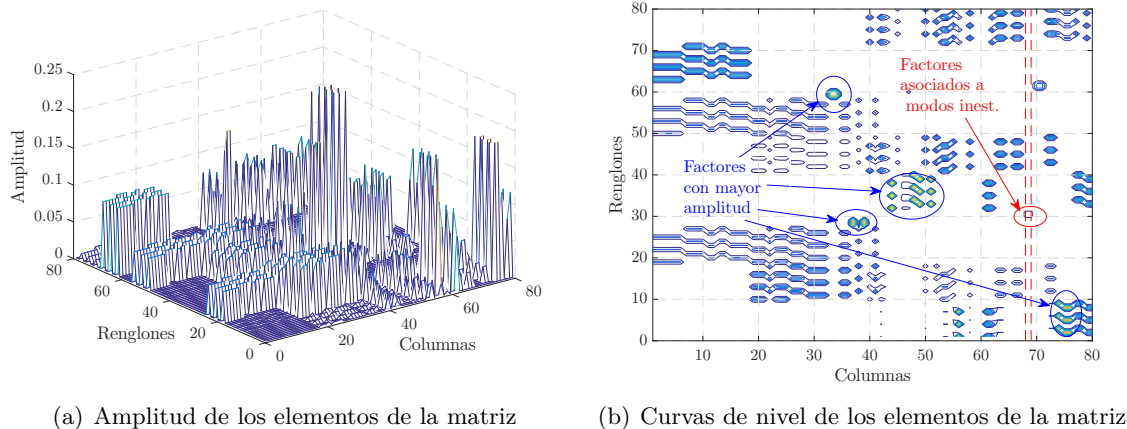 0.25
0.2
0.15
0.1
0.05
0
Amplitud
80
60
40
20
0
Renglones
0
20
40
60
80
Columnas
(a) Amplitud de los elementos de la matriz
80
70
60
50
40
30
20
10
0
Renglones
10 20 30 40 50 60 70 80
Columnas
Factores
asociados a
modos inest.
Factores
con mayor
amplitud
(b) Curvas de nivel de los elementos de la matriz